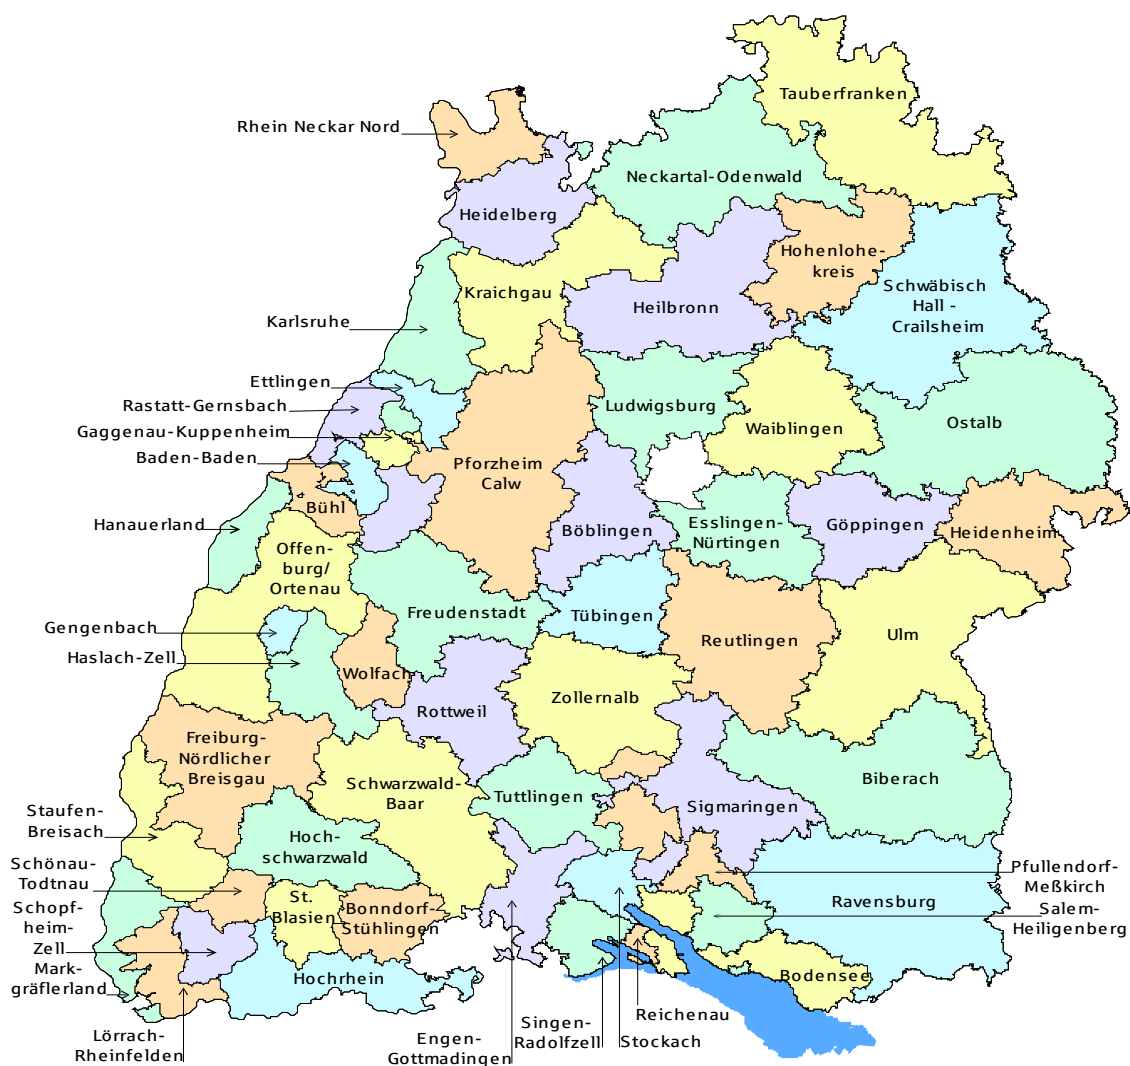 Tauberfranken
Rhein Neckar Nord
Neckartal-Odenwald
Heidelberg
Hohenlohe-
kreis
Kraichgau
Schwäbisch
Hall -
Crailsheim
Heilbronn
Karlsruhe
Ettlingen
Rastatt-Gernsbach
Ludwigsburg
Ostalb
Gaggenau-Kuppenheim
Waiblingen
Baden-Baden
Pforzheim
Calw
Bühl
Hanauerland
Böblingen
Esslingen-
Nürtingen
Göppingen
Heidenheim
Offen-
burg/
Ortenau
Freudenstadt
Tübingen
Gengenbach
Reutlingen
Ulm
Haslach-Zell
Wolfach
Zollernalb
Rottweil
Freiburg-
Nördlicher
Breisgau
Schwarzwald-
Baar
Tuttlingen
Sigmaringen
Biberach
Staufen-
Breisach
Hoch-
schwarzwald
Schönau-
Todtnau
Pfullendorf-
Meßkirch
St.
Blasien
Bonndorf-
Stühlingen
Ravensburg
Schopf-
heim-
Zell
Salem-
Heiligenberg
Mark-
gräflerland
Hochrhein
Bodensee
Lörrach-
Rheinfelden
Engen-
Gottmadingen
Singen-
Radolfzell
Stockach
Reichenau